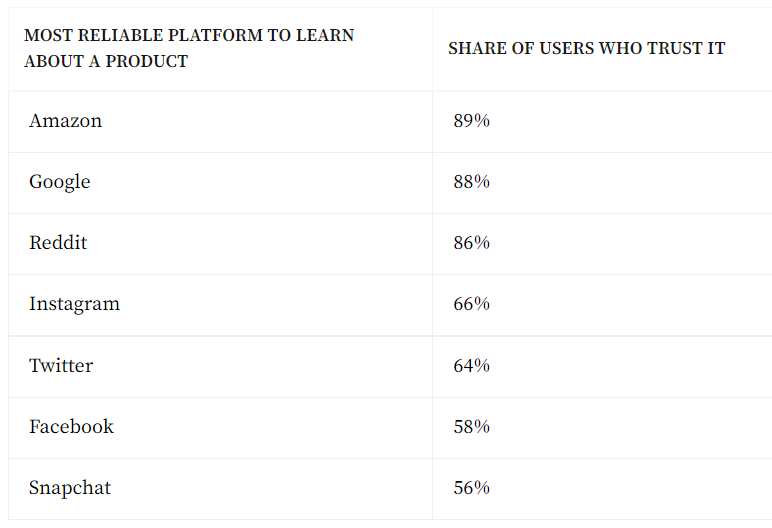 MOST RELIABLE PLATFORM TO LEARN
ABOUT A PRODUCT
SHARE OF USERS WHO TRUST IT
Amazon 89%
Google 88%
Reddit 86%
Instagram 66%
Twitter 64%
Facebook 58%
Snapchat 56%